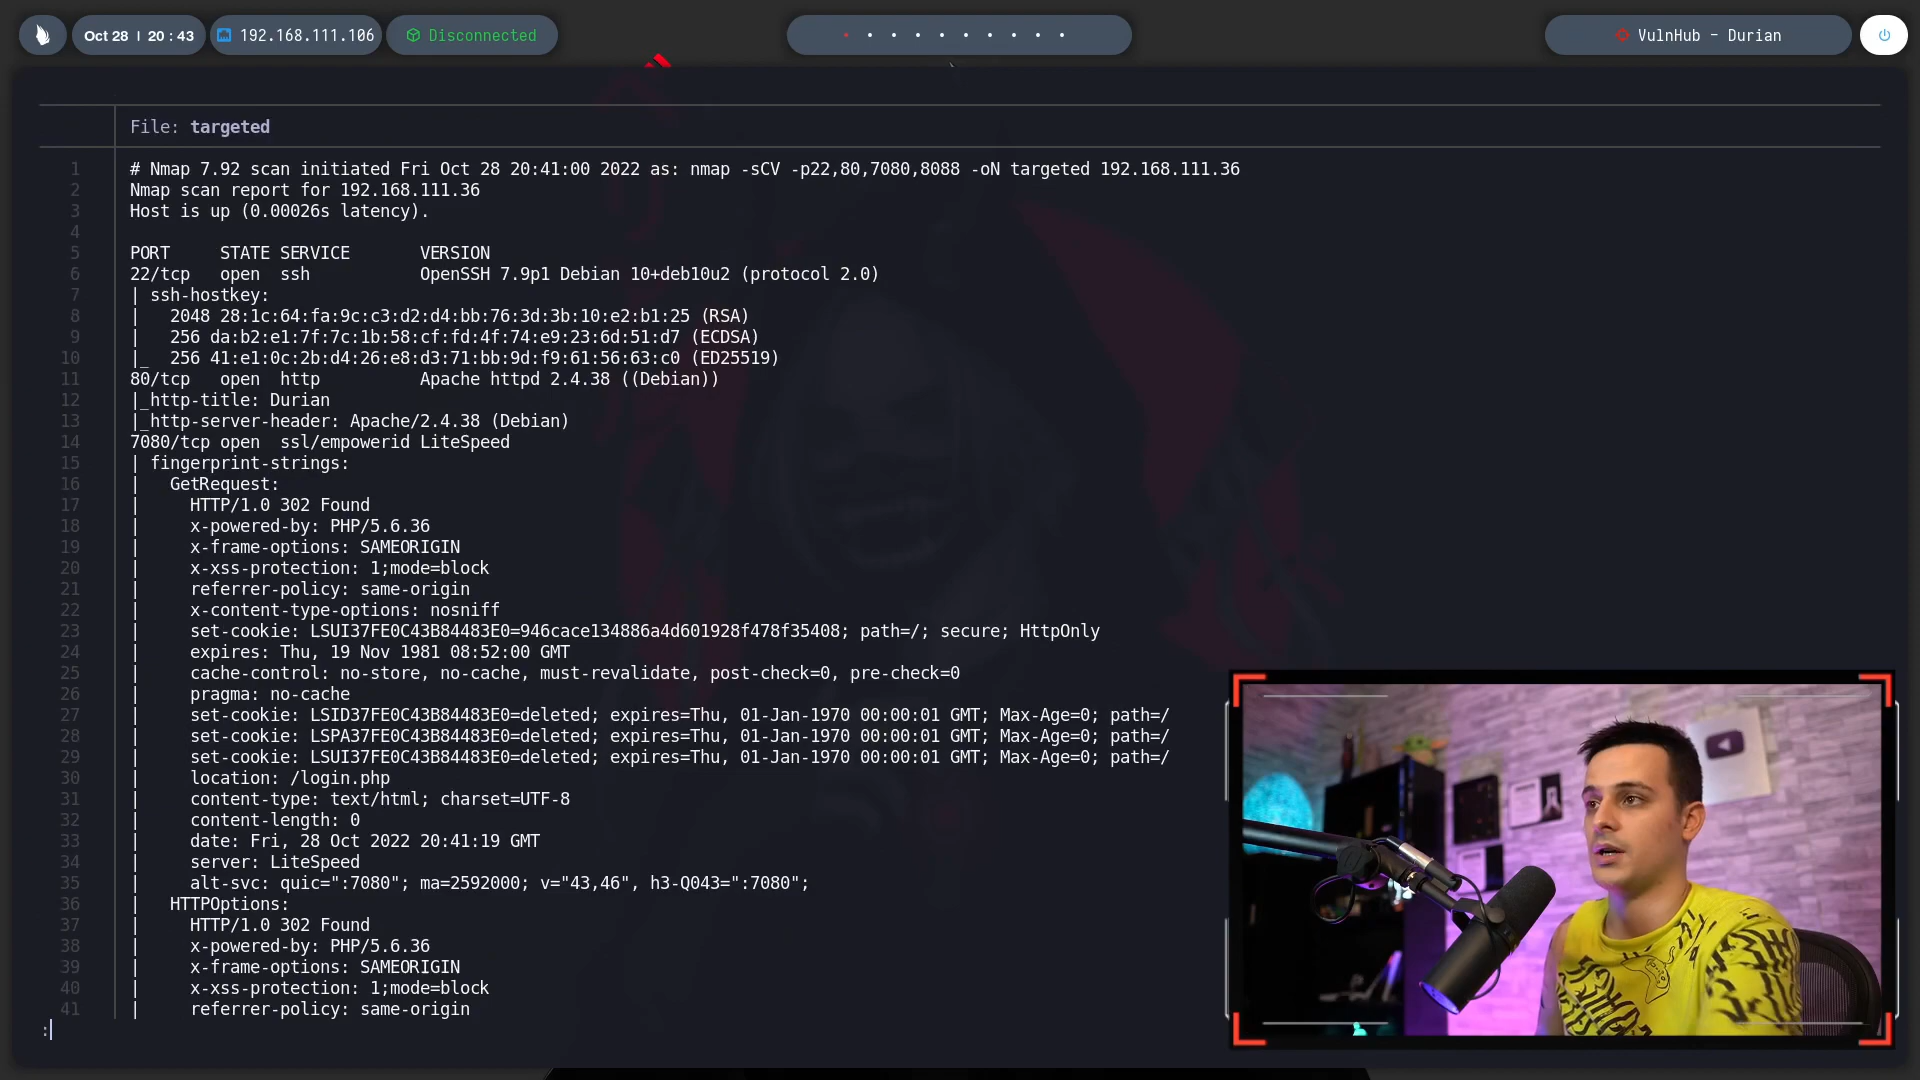 Oct 28 | 20 : 43
192.168.111.106
Disconnected
VulnHub - Durian
File: targeted
1 # Nmap 7.92 scan initiated Fri Oct 28 20:41:00 2022 as: nmap -sCV -p22,80,7080,8088 -oN targeted 192.168.111.36
2 Nmap scan report for 192.168.111.36
3 Host is up (0.00026s latency).
4
5 PORT     STATE SERVICE       VERSION
6 22/tcp   open  ssh           OpenSSH 7.9p1 Debian 10+deb10u2 (protocol 2.0)
7 | ssh-hostkey:
8 |   2048 28:1c:64:fa:9c:c3:d2:d4:bb:76:3d:3b:10:e2:b1:25 (RSA)
9 |   256 da:b2:e1:7f:7c:1b:58:cf:fd:4f:74:e9:23:6d:51:d7 (ECDSA)
10 |_  256 41:e1:0c:2b:d4:26:e8:d3:71:bb:9d:f9:61:56:63:c0 (ED25519)
11 80/tcp   open  http          Apache httpd 2.4.38 ((Debian))
12 |_http-title: Durian
13 |_http-server-header: Apache/2.4.38 (Debian)
14 7080/tcp open  ssl/empowerid LiteSpeed
15 | fingerprint-strings:
16 |   GetRequest:
17 |     HTTP/1.0 302 Found
18 |     x-powered-by: PHP/5.6.36
19 |     x-frame-options: SAMEORIGIN
20 |     x-xss-protection: 1;mode=block
21 |     referrer-policy: same-origin
22 |     x-content-type-options: nosniff
23 |     set-cookie: LSUI37FE0C43B84483E0=946cace134886a4d601928f478f35408; path=/; secure; HttpOnly
24 |     expires: Thu, 19 Nov 1981 08:52:00 GMT
25 |     cache-control: no-store, no-cache, must-revalidate, post-check=0, pre-check=0
26 |     pragma: no-cache
27 |     set-cookie: LSID37FE0C43B84483E0=deleted; expires=Thu, 01-Jan-1970 00:00:01 GMT; Max-Age=0; path=/
28 |     set-cookie: LSPA37FE0C43B84483E0=deleted; expires=Thu, 01-Jan-1970 00:00:01 GMT; Max-Age=0; path=/
29 |     set-cookie: LSUI37FE0C43B84483E0=deleted; expires=Thu, 01-Jan-1970 00:00:01 GMT; Max-Age=0; path=/
30 |     location: /login.php
31 |     content-type: text/html; charset=UTF-8
32 |     content-length: 0
33 |     date: Fri, 28 Oct 2022 20:41:19 GMT
34 |     server: LiteSpeed
35 |     alt-svc: quic=":7080"; ma=2592000; v="43,46", h3-Q043=":7080";
36 |   HTTPOptions:
37 |     HTTP/1.0 302 Found
38 |     x-powered-by: PHP/5.6.36
39 |     x-frame-options: SAMEORIGIN
40 |     x-xss-protection: 1;mode=block
41 |     referrer-policy: same-origin
: